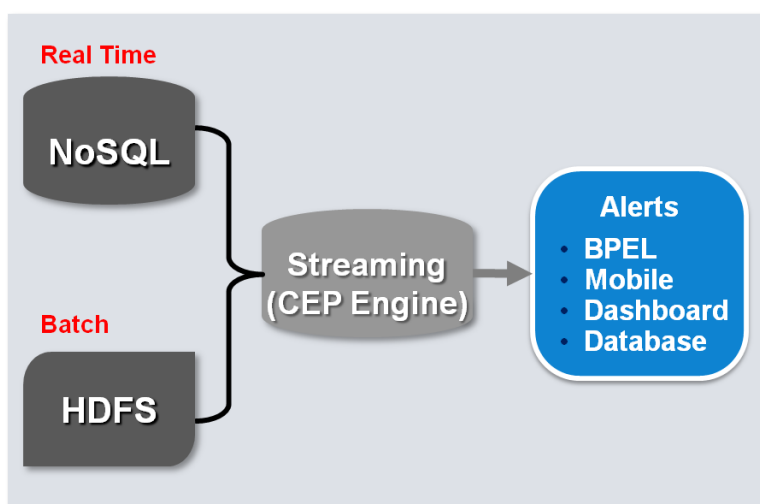 Real Time
NoSQL
Batch
HDFS
Streaming
(CEP Engine)
Alerts
• BPEL
• Mobile
• Dashboard
• Database